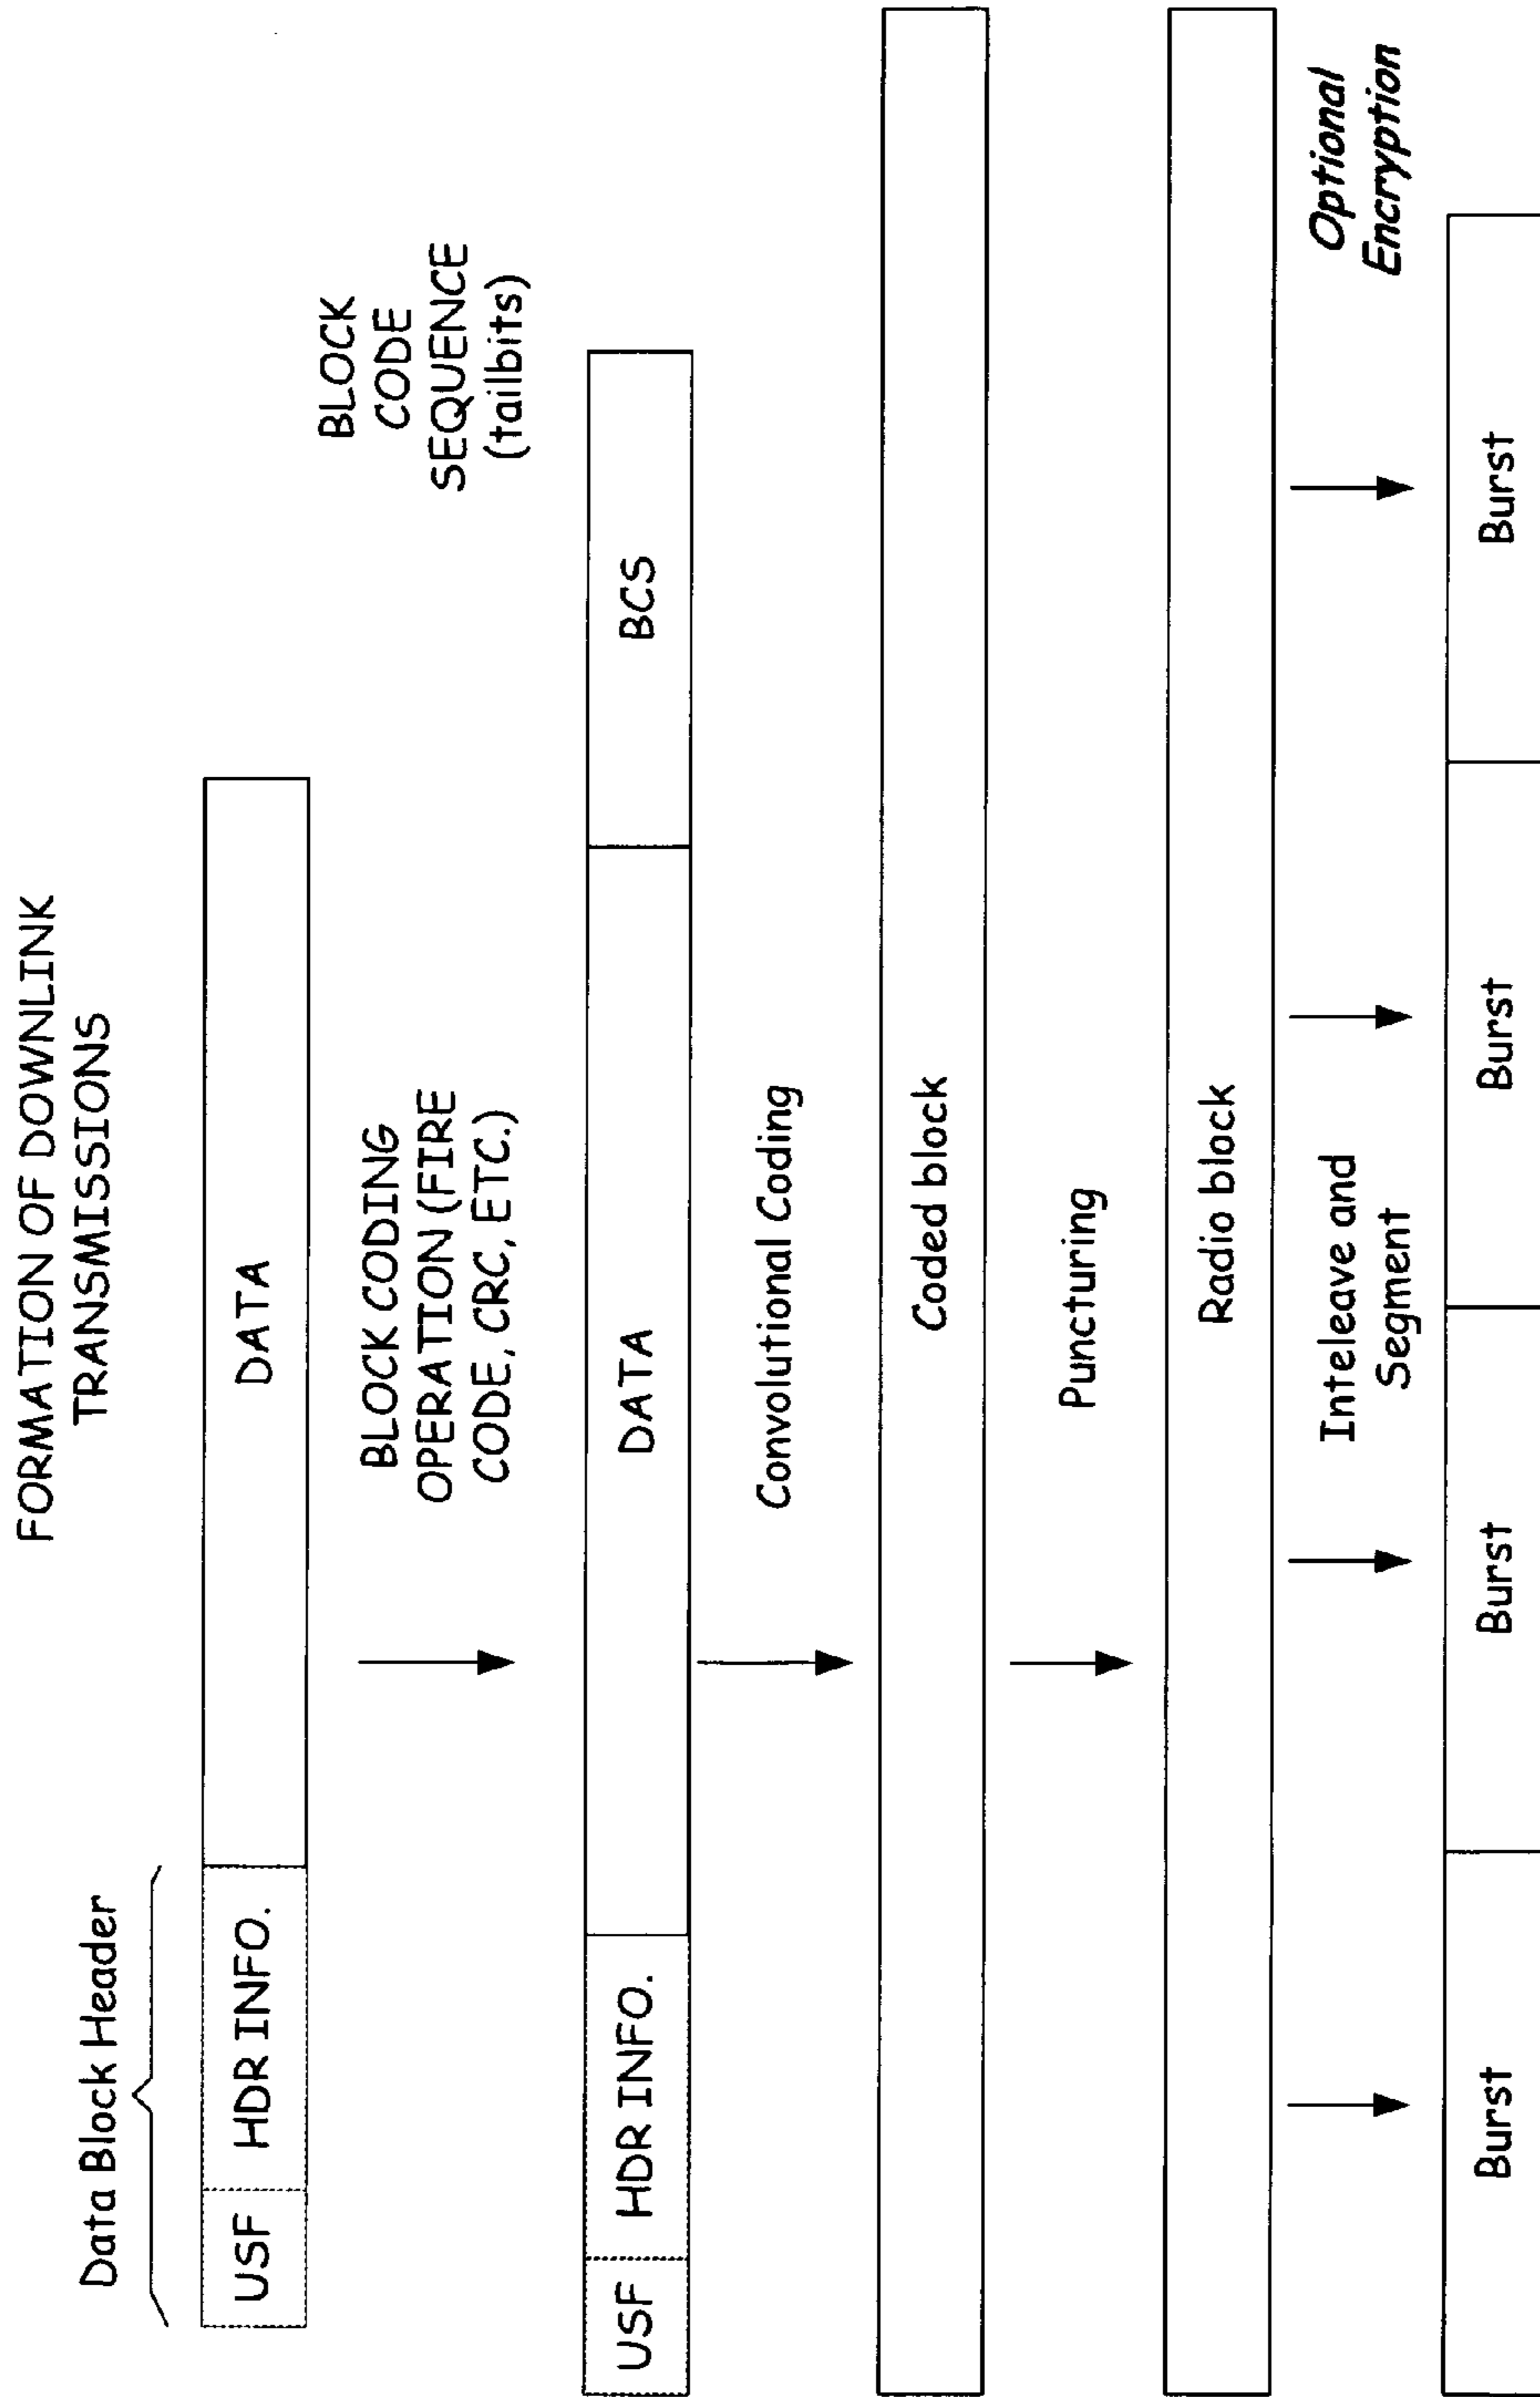 FORMATION OF DOWNLINK
TRANSMISSIONS
Data Block Header
USF
HDR INFO.
DATA
BLOCK CODING
OPERATION (FIRE
CODE, CRC, ETC.)
BLOCK
CODE
SEQUENCE
(tailbits)
USF
HDR INFO.
DATA
BCS
Convolutional Coding
Coded block
Puncturing
Radio block
Inteleave and
Segment
Optional
Encryption
Burst
Burst
Burst
Burst